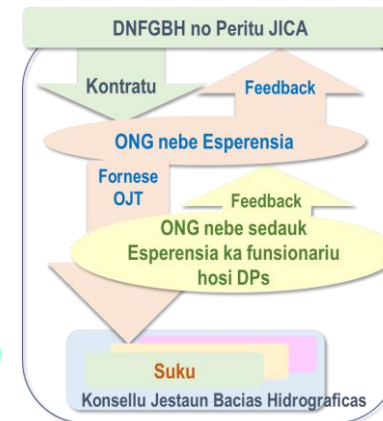 DNFGBH no Peritu JICA
Kontratu
Feedback
ONG nebe Esperensia
Fornese
OJT
Feedback
ONG nebe sedauk
Esperensia ka funsionariu
hosi DPs
Suku
Konsellu Jestaun Bacias Hidrograficas